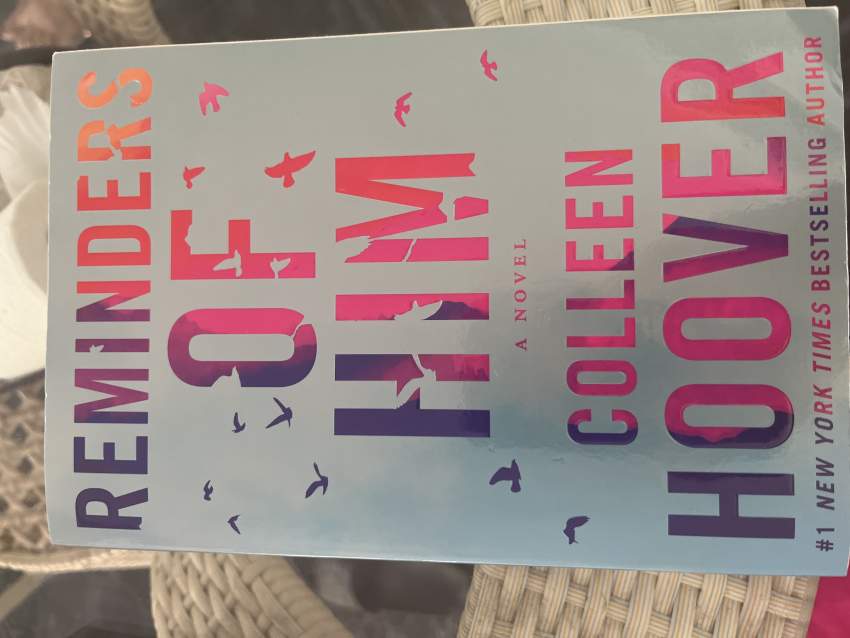 REMINDERS
OF
HIM
A NOVEL
COLLEEN
HOOVER
#1 NEW YORK TIMES BESTSELLING AUTHOR